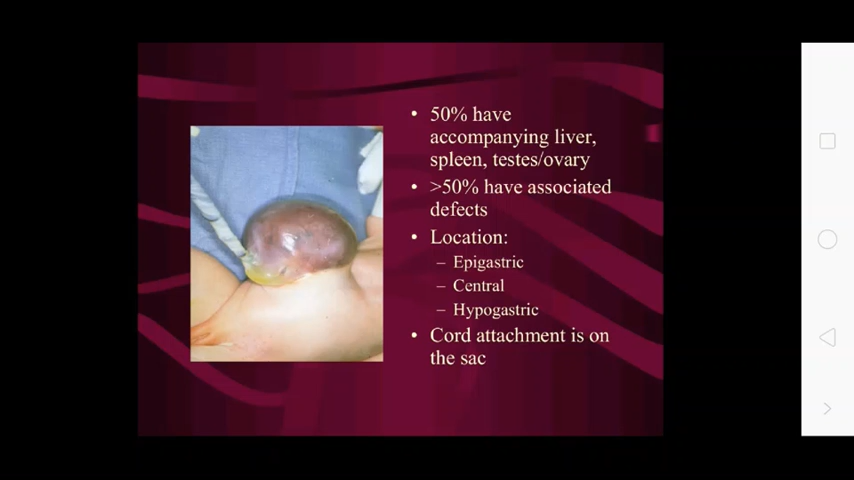 • 50% have
accompanying liver,
spleen, testes/ovary
• >50% have associated
defects
• Location:
– Epigastric
– Central
– Hypogastric
• Cord attachment is on
the sac